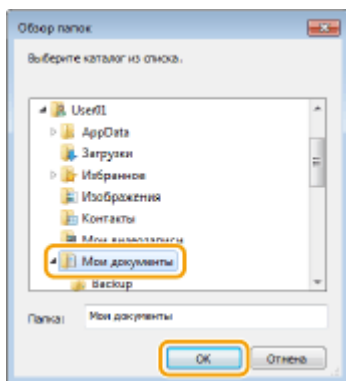 Обзор папок
Выберите каталог из списка.
User01
AppData
Загрузки
Избранное
Изображения
Контакты
Мои видеозаписи
Мои документы
Backup
Папка:
Мои документы
ОК
Отмена